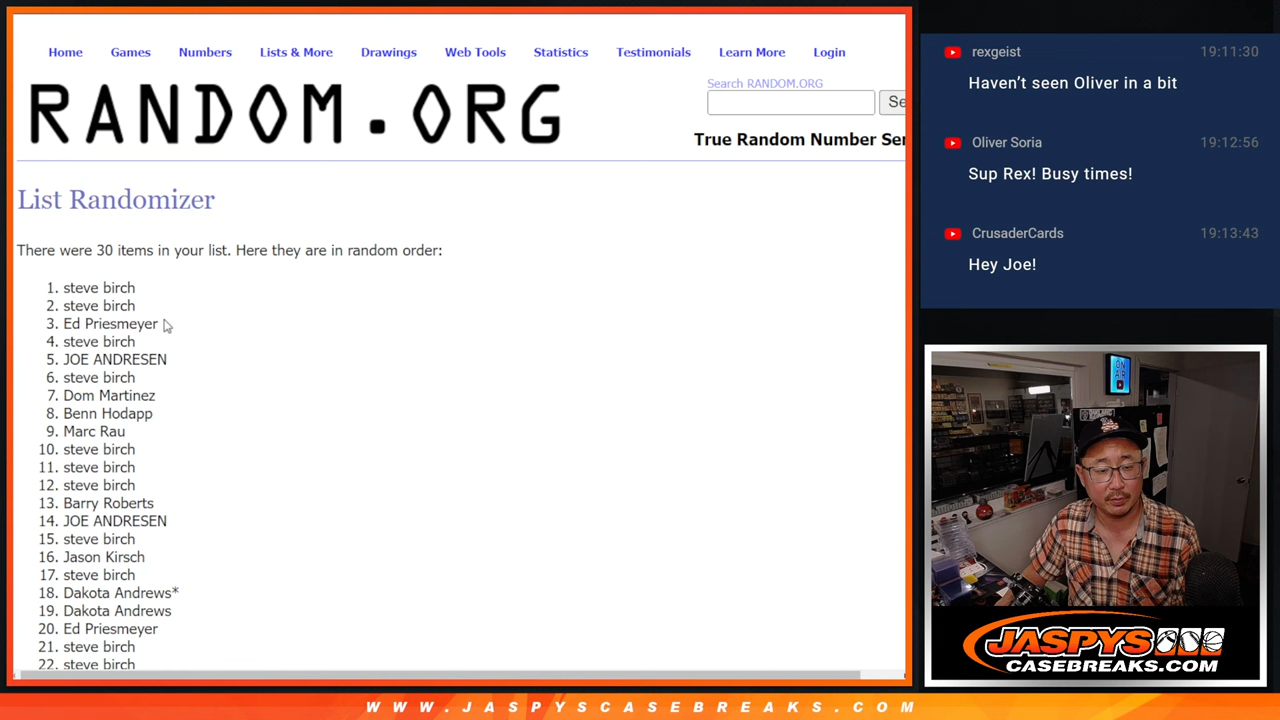 Home Games Numbers Lists & More Drawings Web Tools Statistics Testimonials Learn More Login
RANDOM.ORG
Search RANDOM.ORG
Se
True Random Number Ser
List Randomizer
There were 30 items in your list. Here they are in random order:
1. steve birch
2. steve birch
3. Ed Priesmeyer
4. steve birch
5. JOE ANDRESEN
6. steve birch
7. Dom Martinez
8. Benn Hodapp
9. Marc Rau
10. steve birch
11. steve birch
12. steve birch
13. Barry Roberts
14. JOE ANDRESEN
15. steve birch
16. Jason Kirsch
17. steve birch
18. Dakota Andrews*
19. Dakota Andrews
20. Ed Priesmeyer
21. steve birch
22. steve birch
rexgeist 19:11:30
Haven’t seen Oliver in a bit
Oliver Soria 19:12:56
Sup Rex! Busy times!
CrusaderCards 19:13:43
Hey Joe!
ON
AIR
JASPYS
CASEBREAKS.COM
WWW.JASPYSCASEBREAKS.COM